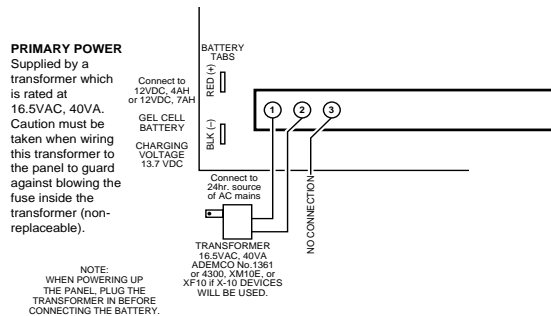 PRIMARY POWER
Supplied by a
transformer which
is rated at
16.5VAC, 40VA.
Caution must be
taken when wiring
this transformer to
the panel to guard
against blowing the
fuse inside the
transformer (non-
replaceable).
BATTERY
TABS
RED (+)
Connect to
12VDC, 4AH
or 12VDC, 7AH
GEL CELL
BATTERY
CHARGING
VOLTAGE
13.7 VDC
BLK (–)
1 2 3
Connect to
24hr. source
of AC mains
NO CONNECTION
TRANSFORMER
16.5VAC, 40VA
ADEMCO No.1361
or 4300, XM10E, or
XF10 if X-10 DEVICES
WILL BE USED.
NOTE:
WHEN POWERING UP
THE PANEL, PLUG THE
TRANSFORMER IN BEFORE
CONNECTING THE BATTERY.